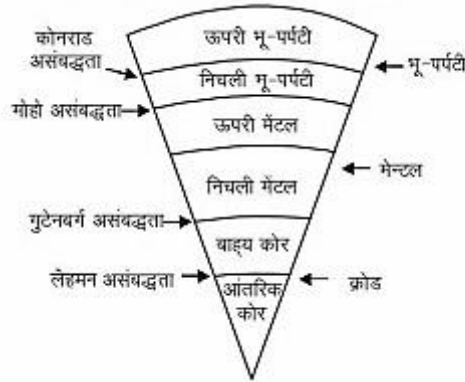 ऊपरी भू-पर्पटी
कोनराड
असंबद्धता
भू-पर्पटी
निचली भू-पर्पटी
मोहो असंबद्धता
ऊपरी मेंटल
मेन्टल
निचली मेंटल
गुटेनबर्ग असंबद्धता
बाह्य कोर
लैहमन असंबद्धता
क्रोड
आंतरिक
कोर